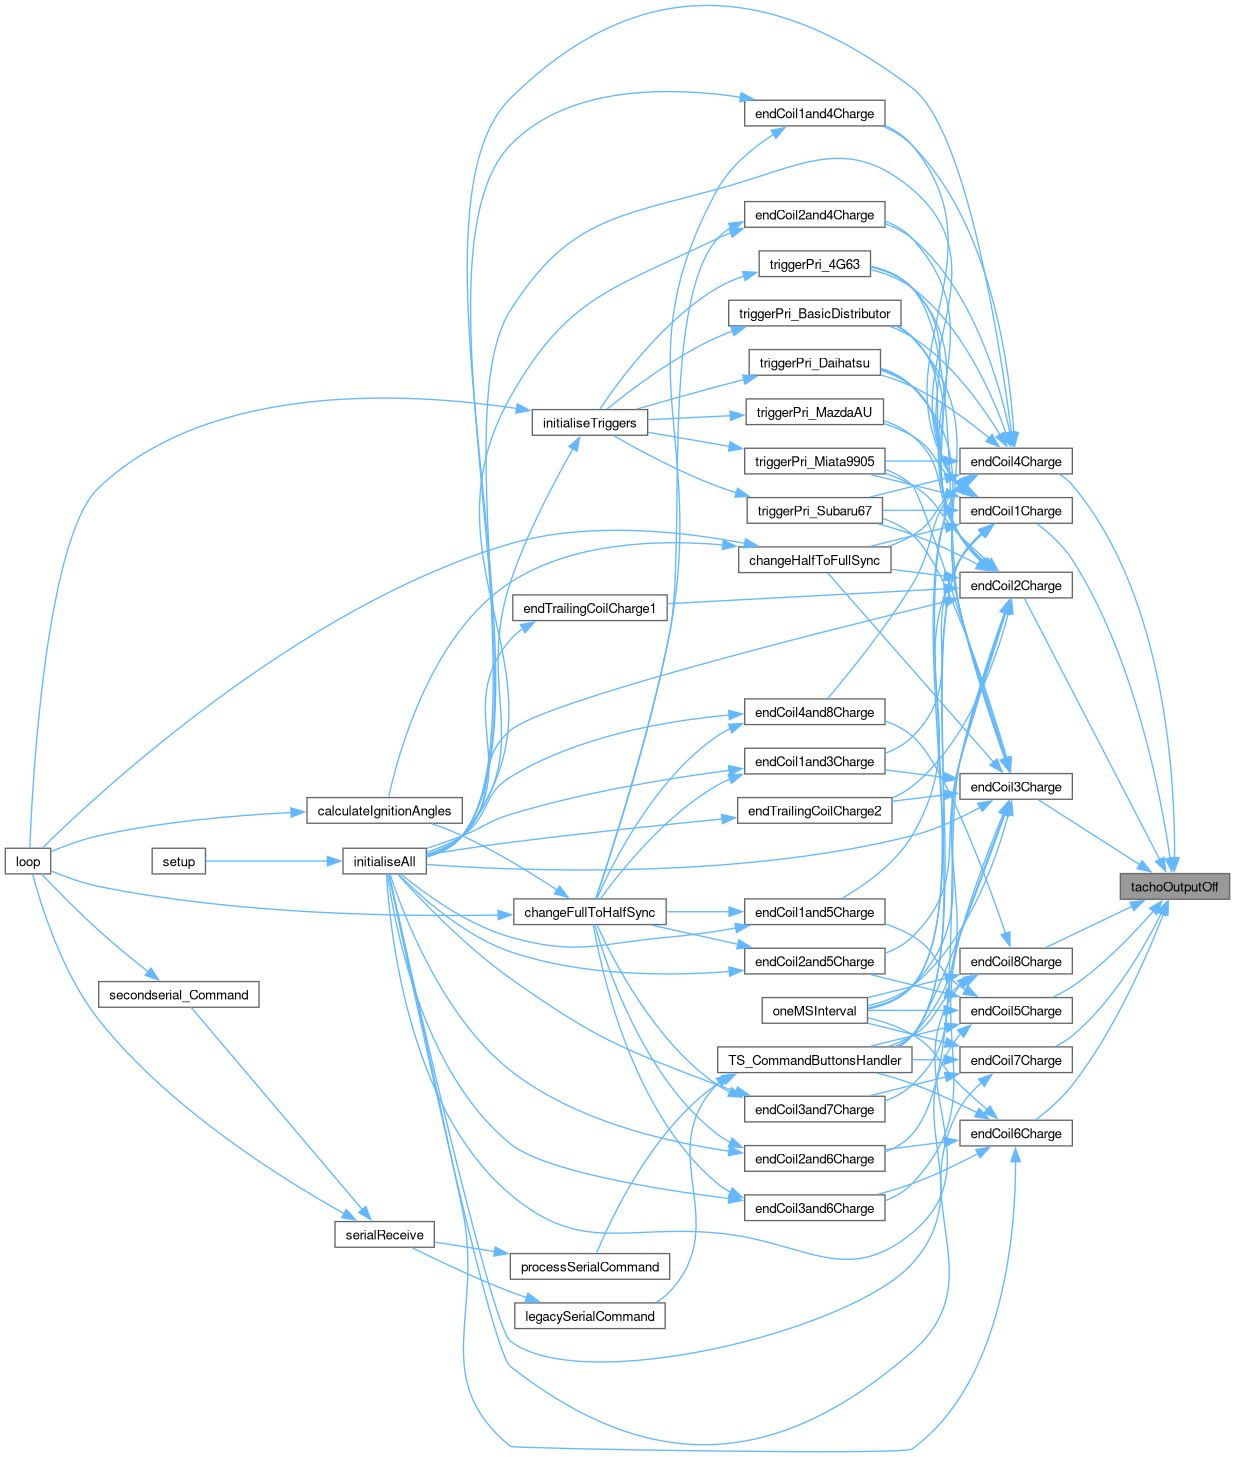 endCoil1and4Charge
endCoil2and4Charge
triggerPri_4G63
triggerPri_BasicDistributor
triggerPri_Daihatsu
triggerPri_MazdaAU
initialiseTriggers
triggerPri_Miata9905
endCoil4Charge
triggerPri_Subaru67
endCoil1Charge
changeHalfToFullSync
endCoil2Charge
endTrailingCoilCharge1
endCoil4and8Charge
endCoil1and3Charge
endCoil3Charge
calculateIgnitionAngles
endTrailingCoilCharge2
loop
setup
initialiseAll
tachoOutputOff
changeFullToHalfSync
endCoil1and5Charge
endCoil2and5Charge
endCoil8Charge
secondserial_Command
oneMSInterval
endCoil5Charge
TS_CommandButtonsHandler
endCoil7Charge
endCoil3and7Charge
endCoil6Charge
endCoil2and6Charge
endCoil3and6Charge
serialReceive
processSerialCommand
legacySerialCommand